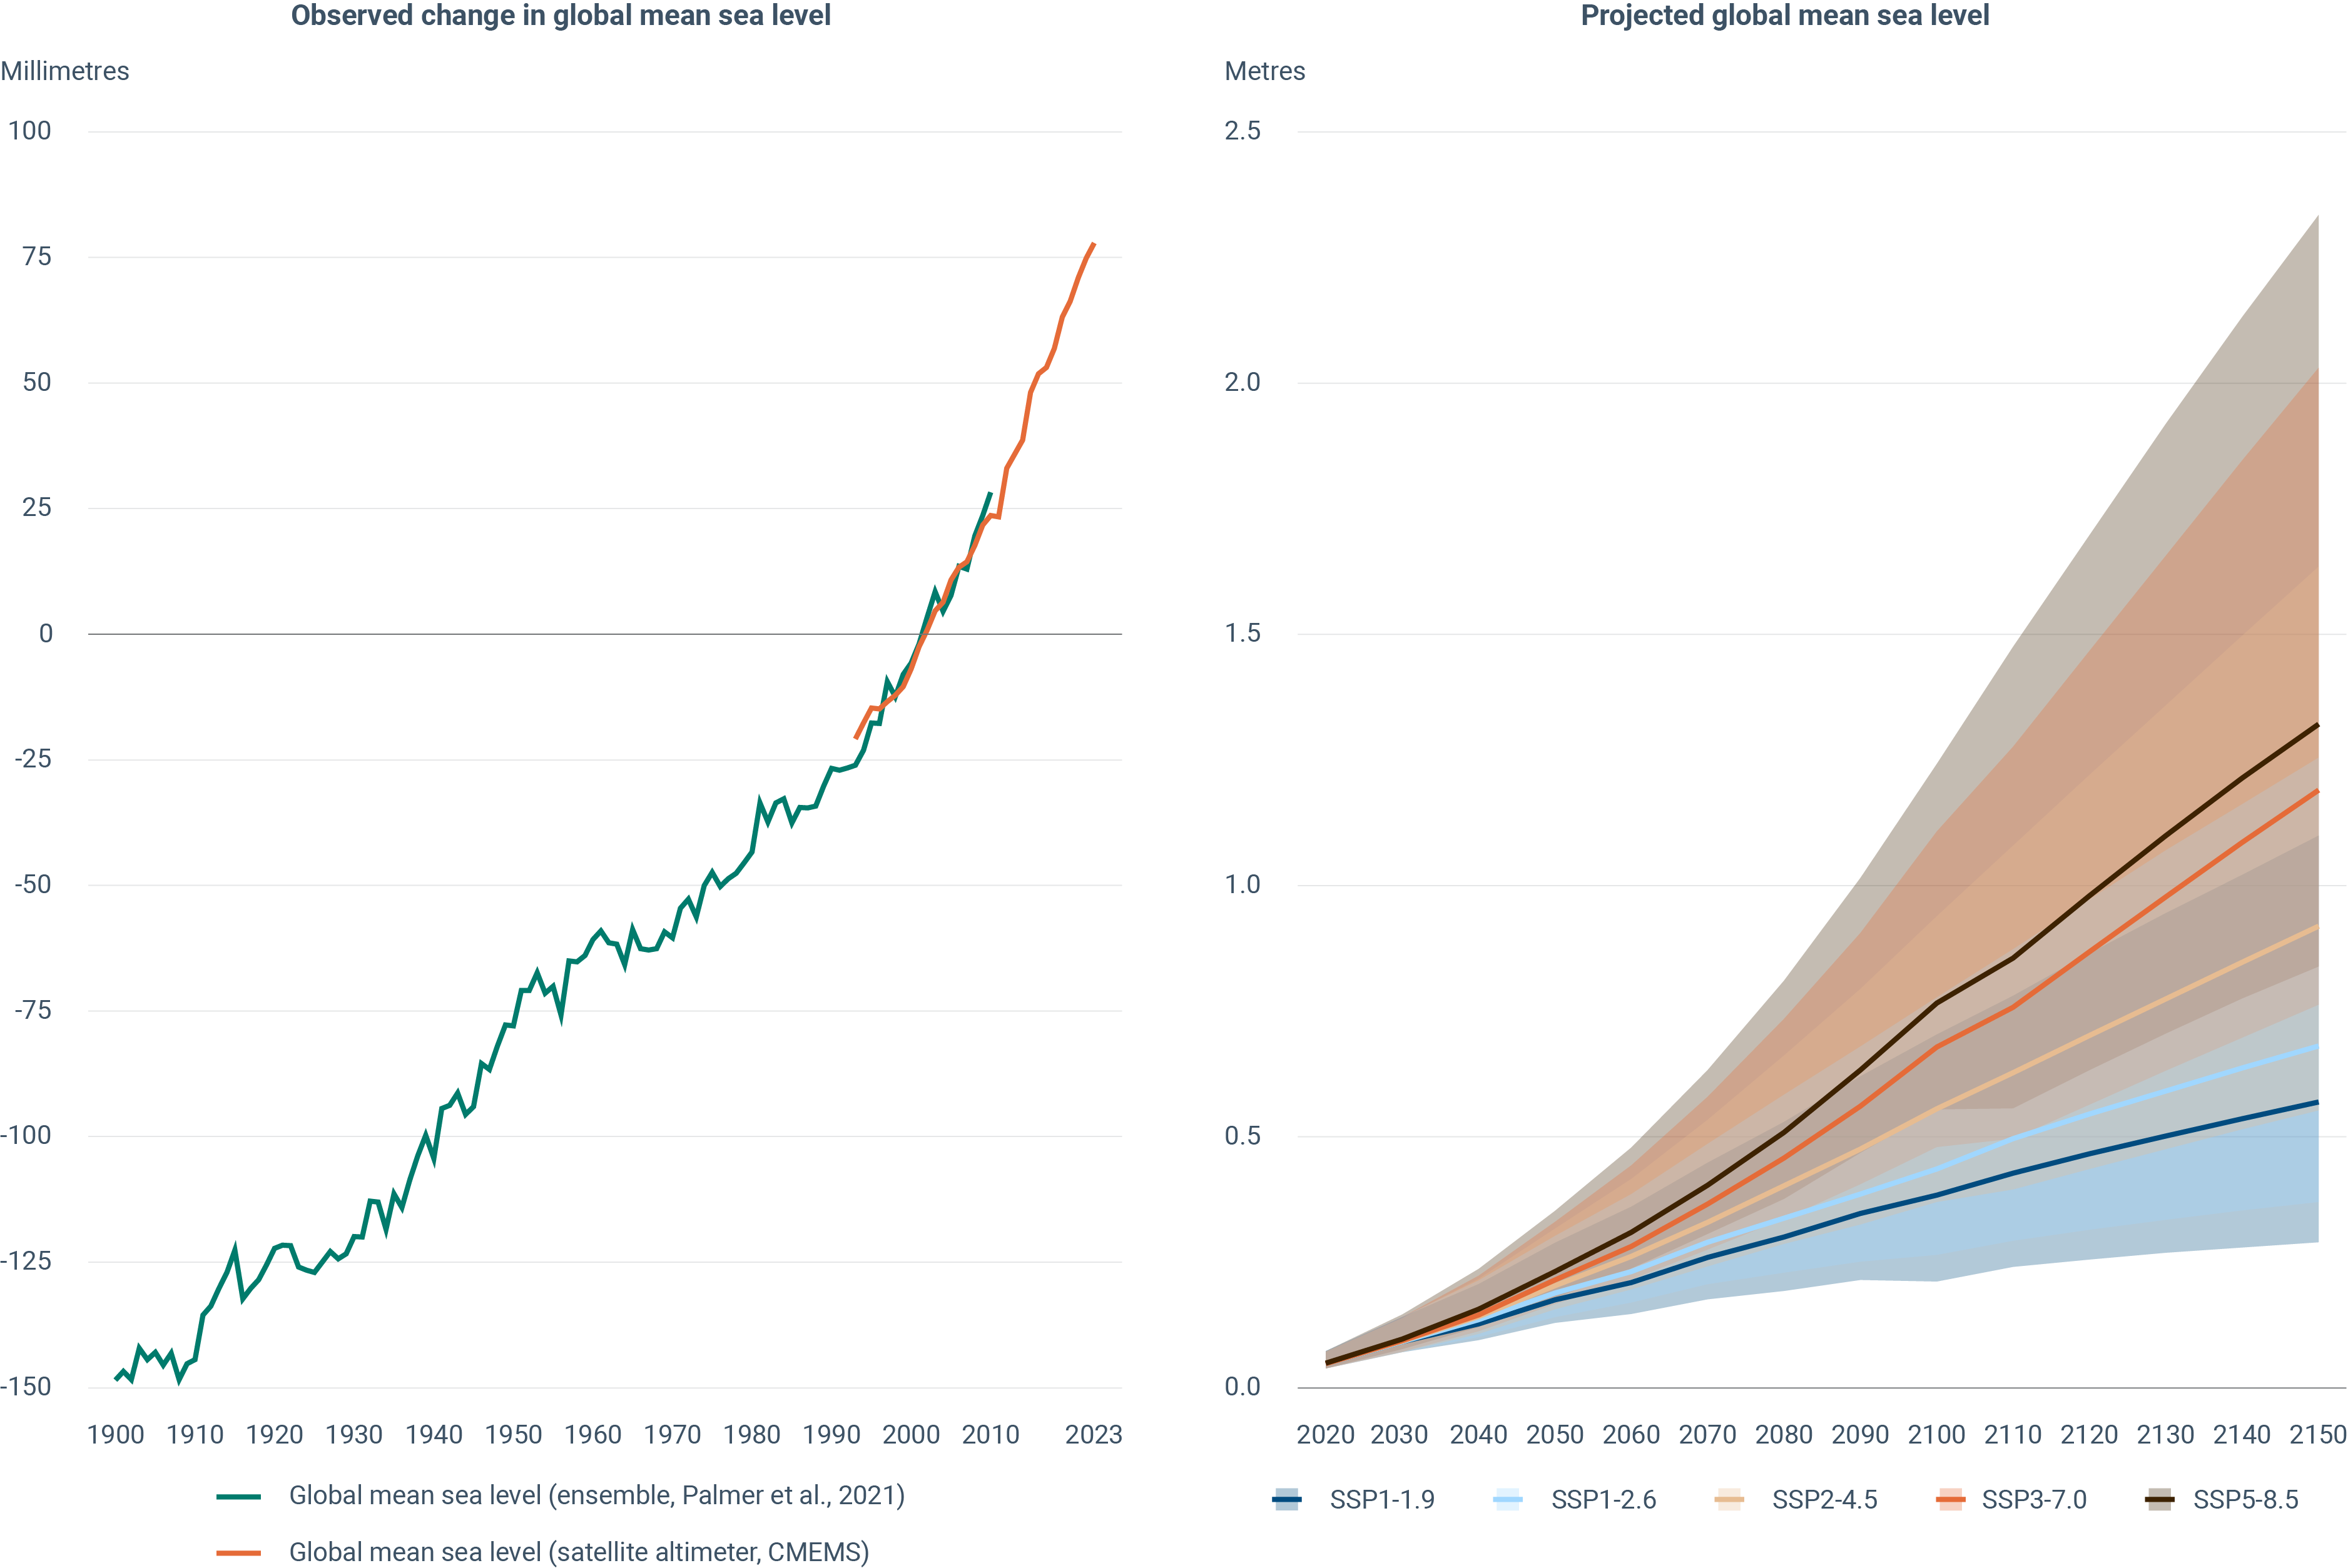 Observed change in global mean sea level
Millimetres
100
75
50
25
0
-25
-50
-75
-100
-125
-150
1900 1910 1920 1930 1940 1950 1960 1970 1980 1990 2000 2010 2023
Global mean sea level (ensemble, Palmer et al., 2021)
Global mean sea level (satellite altimeter, CMEMS)
Projected global mean sea level
Metres
2.5
2.0
1.5
1.0
0.5
0.0
2020 2030 2040 2050 2060 2070 2080 2090 2100 2110 2120 2130 2140 2150
SSP1-1.9 SSP1-2.6 SSP2-4.5 SSP3-7.0 SSP5-8.5